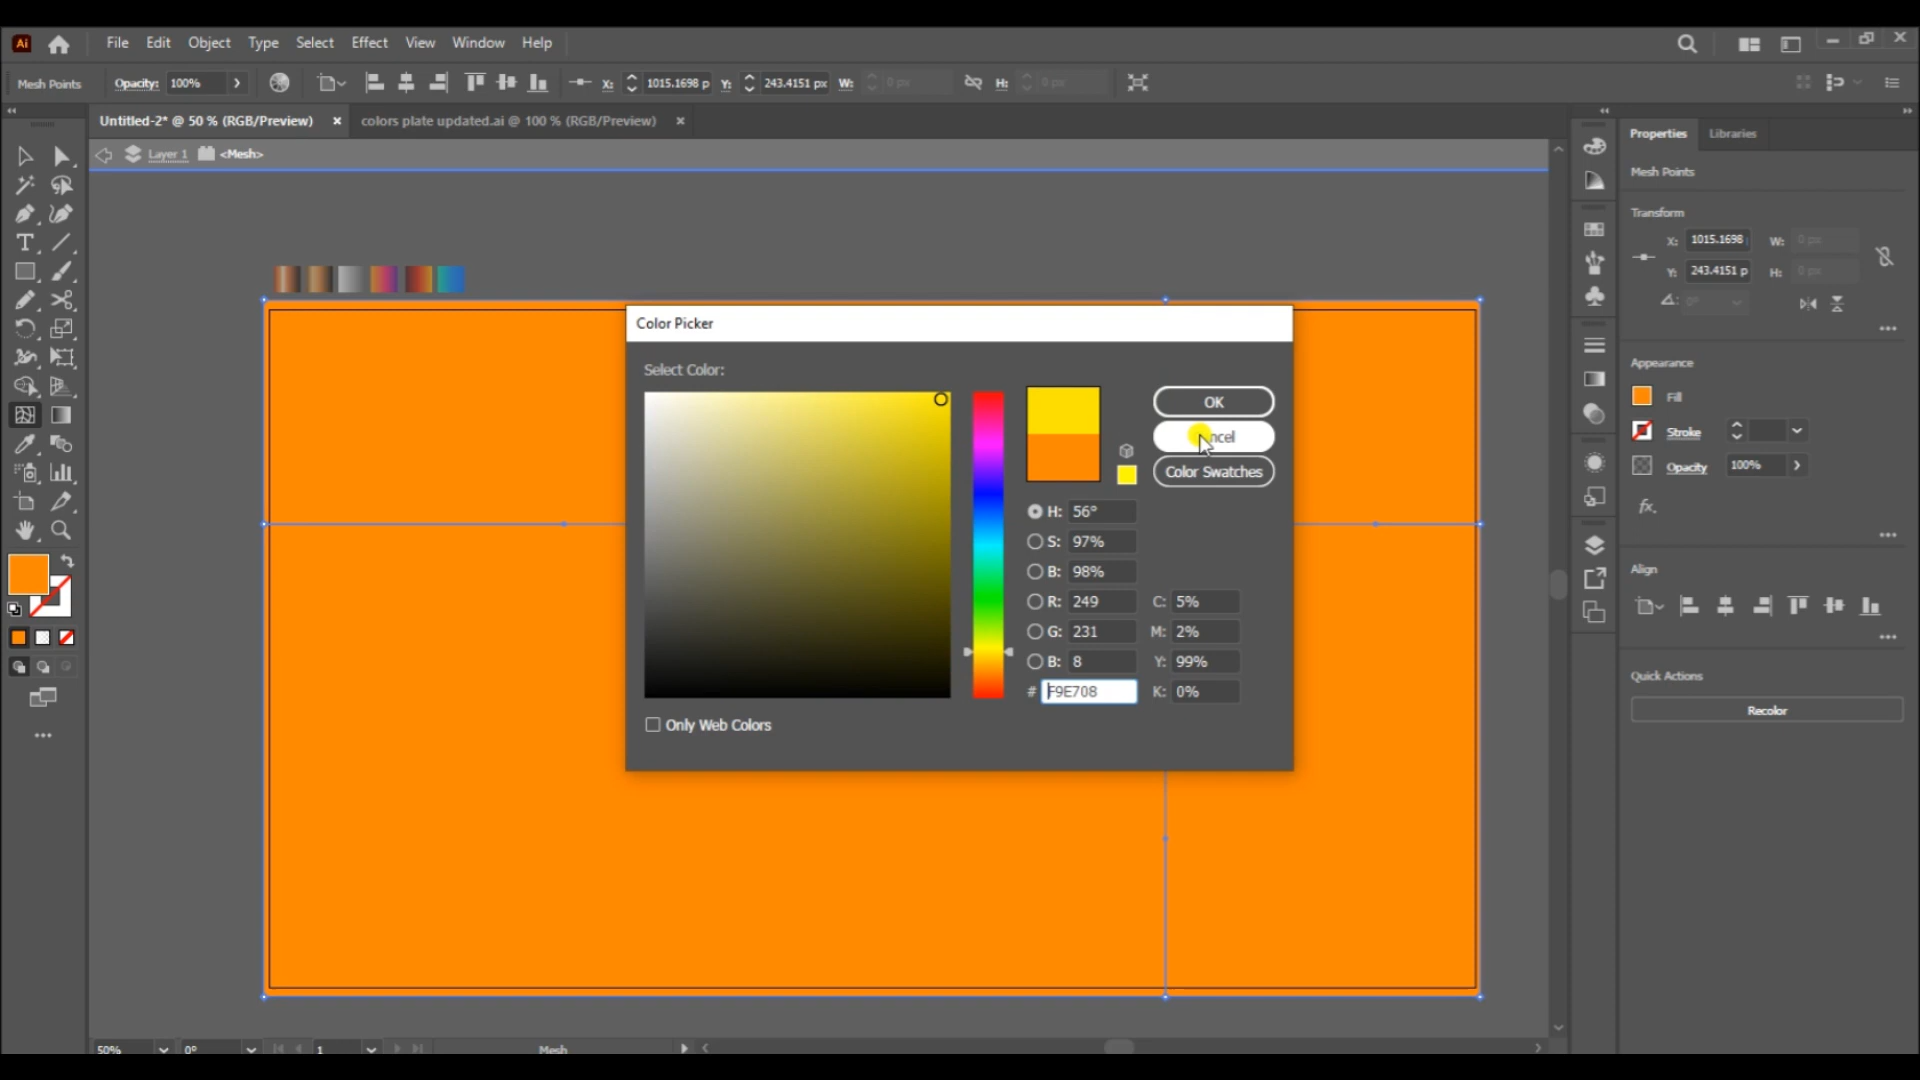 Ai File Edit Object Type Select Effect View Window Help
Mesh Points Opacity: 100% X: 1015.1698 p Y: 243.4151 px W: 0 px H: 0 px
Untitled-2* @ 50 % (RGB/Preview) × colors plate updated.ai @ 100 % (RGB/Preview) ×
Layer 1 <Mesh>
Color Picker
Select Color:
OK
Color Swatches
H: 56°
S: 97%
B: 98%
R: 249 C: 5%
G: 231 M: 2%
B: 8 Y: 99%
# F9E708 K: 0%
Only Web Colors
Properties Libraries
Mesh Points
Transform
X: 1015.1698 W: 0 px
Y: 243.4151 p H: 0 px
0°
Appearance
Fill
Stroke
Opacity 100%
fx.
Align
Quick Actions
Recolor
50% 0° 1 Mesh